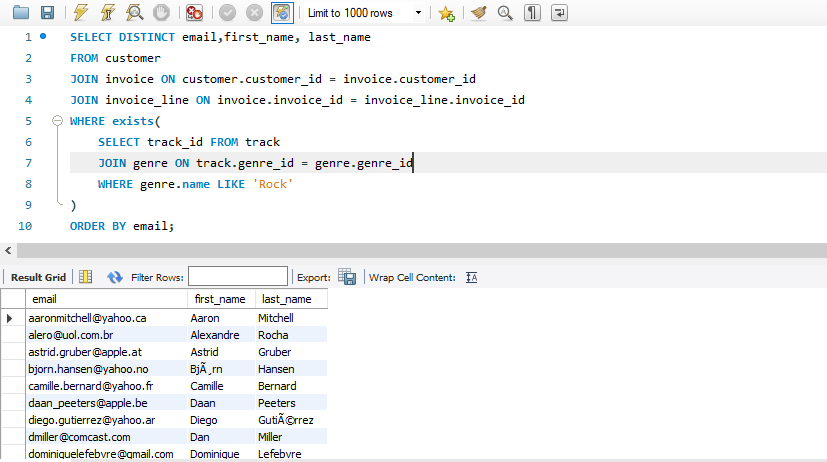 Limit to 1000 rows
1 SELECT DISTINCT email,first_name, last_name
2 FROM customer
3 JOIN invoice ON customer.customer_id = invoice.customer_id
4 JOIN invoice_line ON invoice.invoice_id = invoice_line.invoice_id
5 WHERE exists(
6 SELECT track_id FROM track
7 JOIN genre ON track.genre_id = genre.genre_id
8 WHERE genre.name LIKE 'Rock'
9 )
10 ORDER BY email;
Result Grid Filter Rows: Export: Wrap Cell Content:
email first_name last_name
aaronmitchell@yahoo.ca Aaron Mitchell
alero@uol.com.br Alexandre Rocha
astrid.gruber@apple.at Astrid Gruber
bjorn.hansen@yahoo.no BjÃ¸rn Hansen
camille.bernard@yahoo.fr Camille Bernard
daan_peeters@apple.be Daan Peeters
diego.gutierrez@yahoo.ar Diego GutiÃ©rrez
dmiller@comcast.com Dan Miller
dominiquelefebvre@gmail.com Dominique Lefebvre